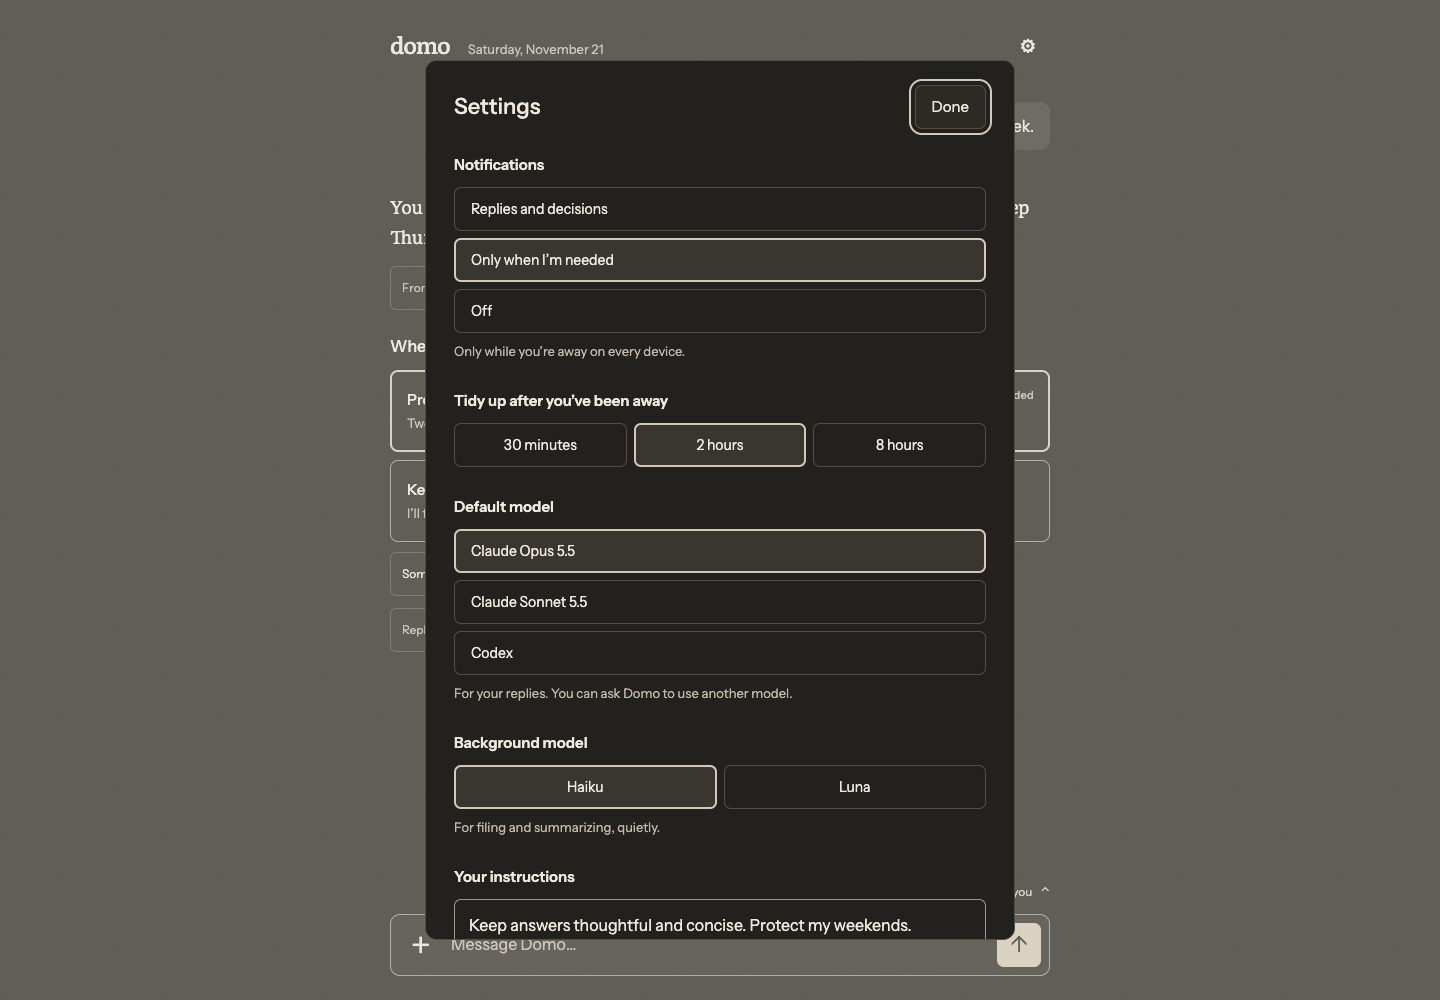 domo Saturday, November 21
Settings
Done
Notifications
Replies and decisions
Only when I'm needed
Off
Only while you're away on every device.
Tidy up after you've been away
30 minutes
2 hours
8 hours
Default model
Claude Opus 5.5
Claude Sonnet 5.5
Codex
For your replies. You can ask Domo to use another model.
Background model
Haiku
Luna
For filing and summarizing, quietly.
Your instructions
Keep answers thoughtful and concise. Protect my weekends.
You
you
Message Domo...